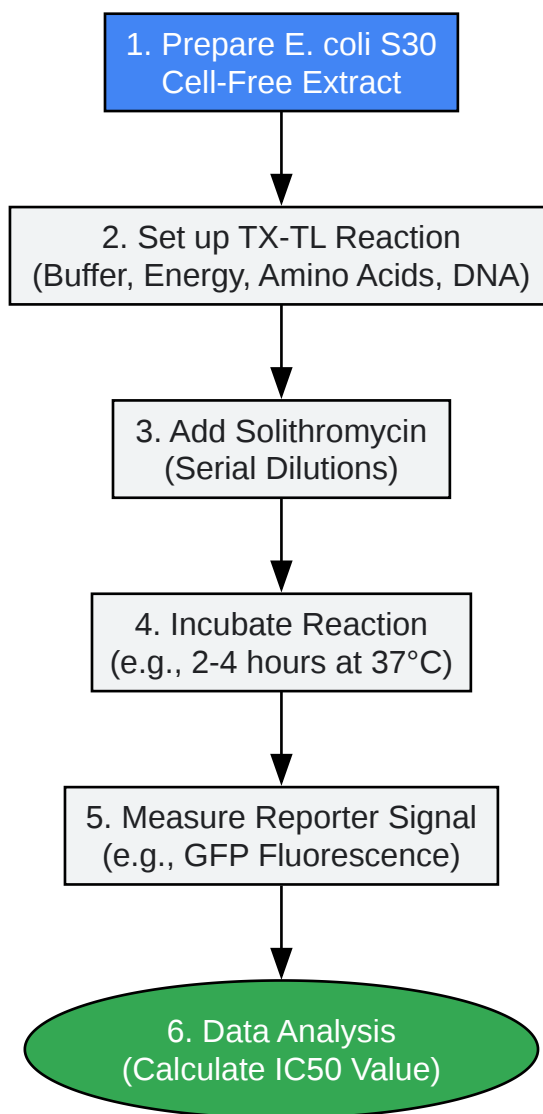 1. Prepare E. coli S30
Cell-Free Extract
2. Set up TX-TL Reaction
(Buffer, Energy, Amino Acids, DNA)
3. Add Solithromycin
(Serial Dilutions)
4. Incubate Reaction
(e.g., 2-4 hours at 37°C)
5. Measure Reporter Signal
(e.g., GFP Fluorescence)
6. Data Analysis
(Calculate IC50 Value)